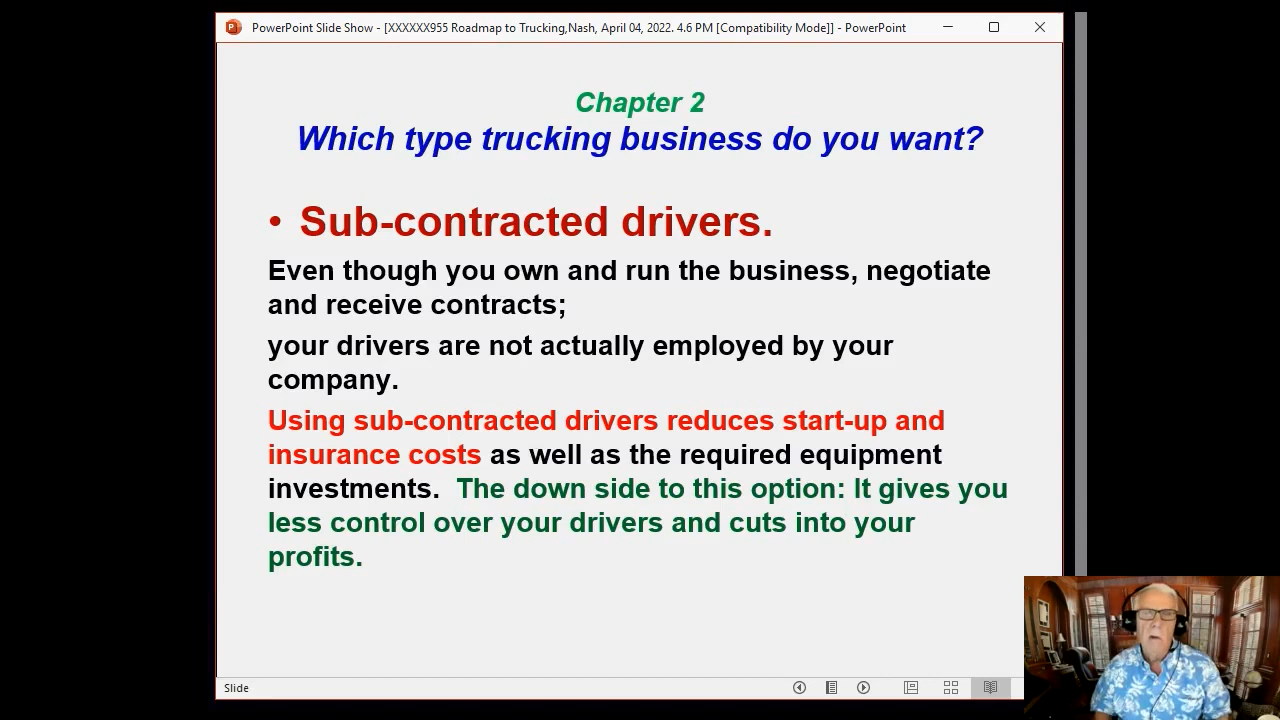 PowerPoint Slide Show - [XXXXXX955 Roadmap to Trucking,Nash, April 04, 2022. 4.6 PM [Compatibility Mode]] - PowerPoint
Chapter 2
Which type trucking business do you want?
• Sub-contracted drivers.
Even though you own and run the business, negotiate
and receive contracts;
your drivers are not actually employed by your
company.
Using sub-contracted drivers reduces start-up and
insurance costs as well as the required equipment
investments.  The down side to this option: It gives you
less control over your drivers and cuts into your
profits.
Slide